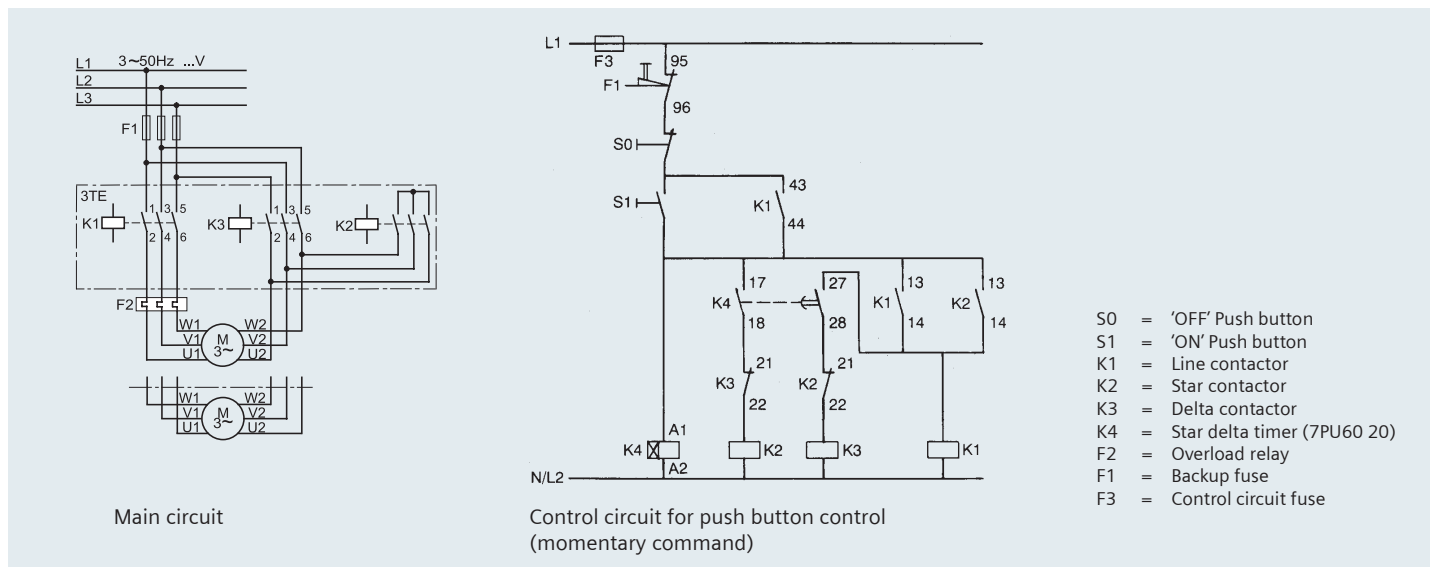 L1 3~50Hz ...V
L2
L3
F1
3TE
K1 1 3 5
2 4 6
K3 1 3 5
2 4 6
K2
F2
W1 M 3~ W2
V1 V2
U1 U2
W1 M 3~ W2
V1 V2
U1 U2
Main circuit
L1
F3
95
F1
96
S0
S1
K1 43
44
K4 17
18
27
28
K1 13
14
K2 13
14
K3 21
22
K2 21
22
K4 A1
A2
K2
K3
K1
N/L2
Control circuit for push button control
(momentary command)
S0 = ‘OFF’ Push button
S1 = ‘ON’ Push button
K1 = Line contactor
K2 = Star contactor
K3 = Delta contactor
K4 = Star delta timer (7PU60 20)
F2 = Overload relay
F1 = Backup fuse
F3 = Control circuit fuse